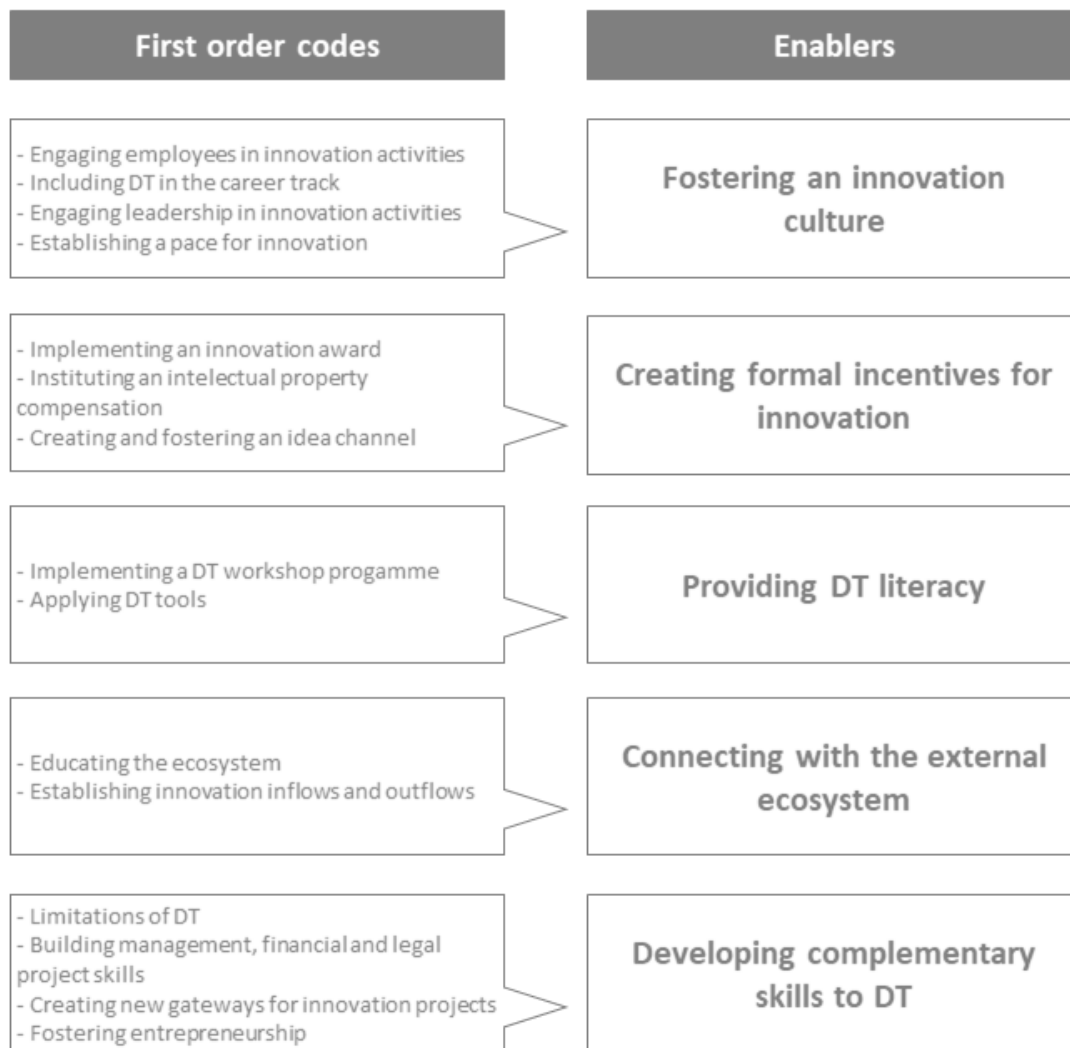 First order codes
Enablers
- Engaging employees in innovation activities
- Including DT in the career track
- Engaging leadership in innovation activities
- Establishing a pace for innovation
Fostering an innovation
culture
- Implementing an innovation award
- Instituting an intelectual property
compensation
- Creating and fostering an idea channel
Creating formal incentives for
innovation
- Implementing a DT workshop progamme
- Applying DT tools
Providing DT literacy
- Educating the ecosystem
- Establishing innovation inflows and outflows
Connecting with the external
ecosystem
- Limitations of DT
- Building management, financial and legal
project skills
- Creating new gateways for innovation projects
- Fostering entrepreneurship
Developing complementary
skills to DT